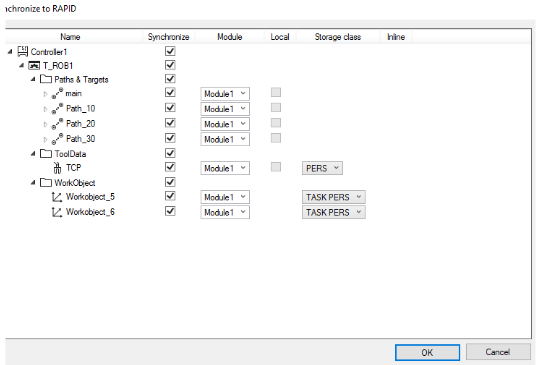 nchronize to RAPID
Name Synchronize Module Local Storage class Inline
Controller1
T_ROB1
Paths & Targets
main Module1
Path_10 Module1
Path_20 Module1
Path_30 Module1
ToolData
TCP Module1 PERS
WorkObject
Workobject_5 Module1 TASK PERS
Workobject_6 Module1 TASK PERS
OK Cancel